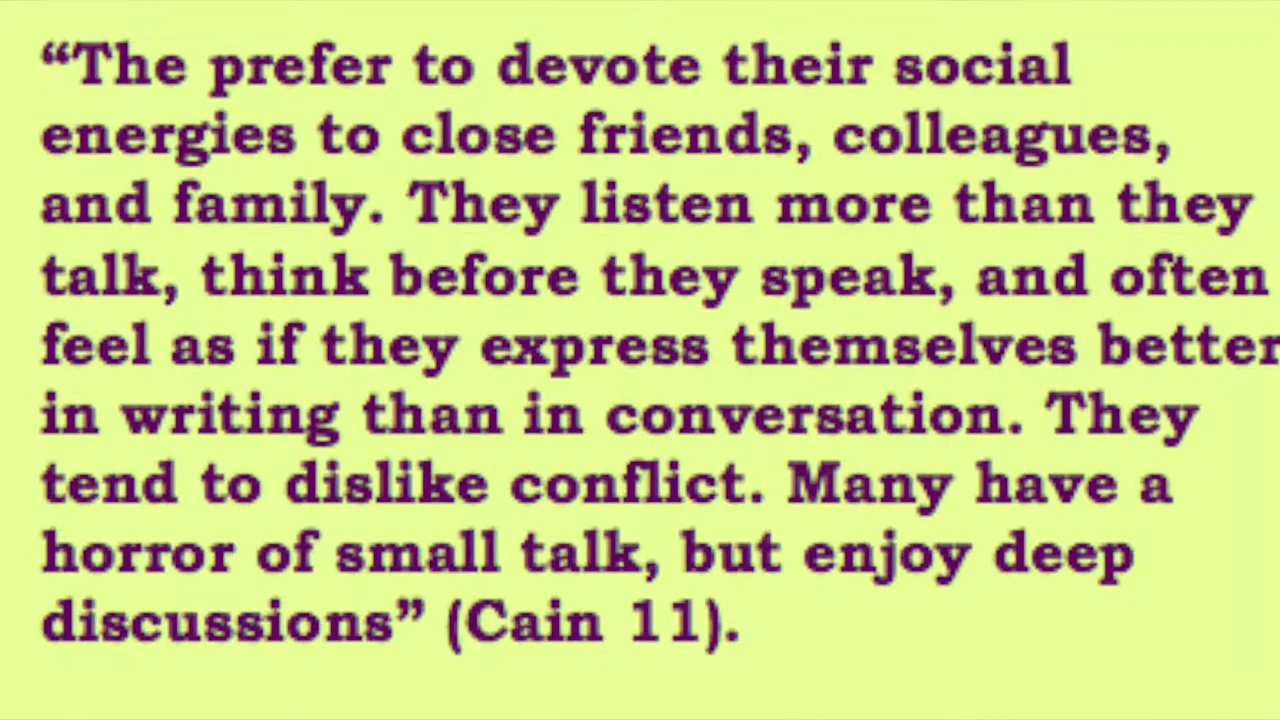 “The prefer to devote their social
energies to close friends, colleagues,
and family. They listen more than they
talk, think before they speak, and often
feel as if they express themselves better
in writing than in conversation. They
tend to dislike conflict. Many have a
horror of small talk, but enjoy deep
discussions” (Cain 11).